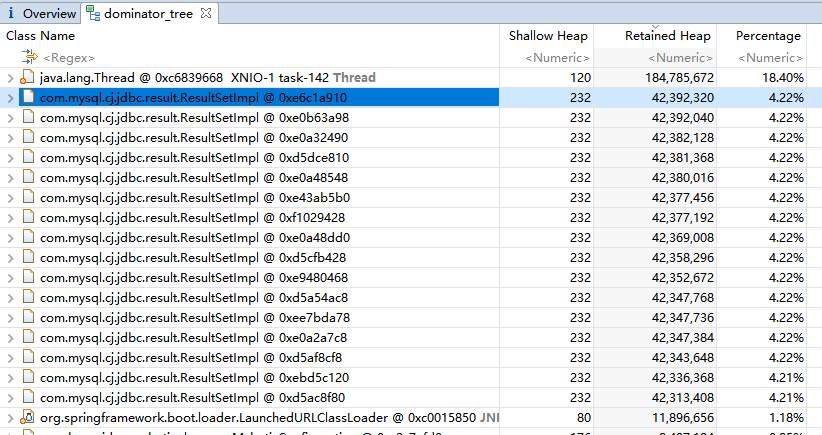 i Overview dominator_tree
Class Name Shallow Heap Retained Heap Percentage
<Regex> <Numeric> <Numeric> <Numeric>
java.lang.Thread @ 0xc6839668 XNIO-1 task-142 Thread 120 184,785,672 18.40%
com.mysql.cj.jdbc.result.ResultSetImpl @ 0xe6c1a910 232 42,392,320 4.22%
com.mysql.cj.jdbc.result.ResultSetImpl @ 0xe0b63a98 232 42,392,040 4.22%
com.mysql.cj.jdbc.result.ResultSetImpl @ 0xe0a32490 232 42,382,128 4.22%
com.mysql.cj.jdbc.result.ResultSetImpl @ 0xd5dce810 232 42,381,368 4.22%
com.mysql.cj.jdbc.result.ResultSetImpl @ 0xe0a48548 232 42,380,016 4.22%
com.mysql.cj.jdbc.result.ResultSetImpl @ 0xe43ab5b0 232 42,377,456 4.22%
com.mysql.cj.jdbc.result.ResultSetImpl @ 0xf1029428 232 42,377,192 4.22%
com.mysql.cj.jdbc.result.ResultSetImpl @ 0xe0a48dd0 232 42,369,008 4.22%
com.mysql.cj.jdbc.result.ResultSetImpl @ 0xd5cfb428 232 42,358,296 4.22%
com.mysql.cj.jdbc.result.ResultSetImpl @ 0xe9480468 232 42,352,672 4.22%
com.mysql.cj.jdbc.result.ResultSetImpl @ 0xd5a54ac8 232 42,347,768 4.22%
com.mysql.cj.jdbc.result.ResultSetImpl @ 0xee7bda78 232 42,347,736 4.22%
com.mysql.cj.jdbc.result.ResultSetImpl @ 0xe0a2a7c8 232 42,347,384 4.22%
com.mysql.cj.jdbc.result.ResultSetImpl @ 0xd5af8cf8 232 42,343,648 4.22%
com.mysql.cj.jdbc.result.ResultSetImpl @ 0xebd5c120 232 42,336,368 4.21%
com.mysql.cj.jdbc.result.ResultSetImpl @ 0xd5ac8f80 232 42,313,408 4.21%
org.springframework.boot.loader.LaunchedURLClassLoader @ 0xc0015850 JNI 80 11,896,656 1.18%